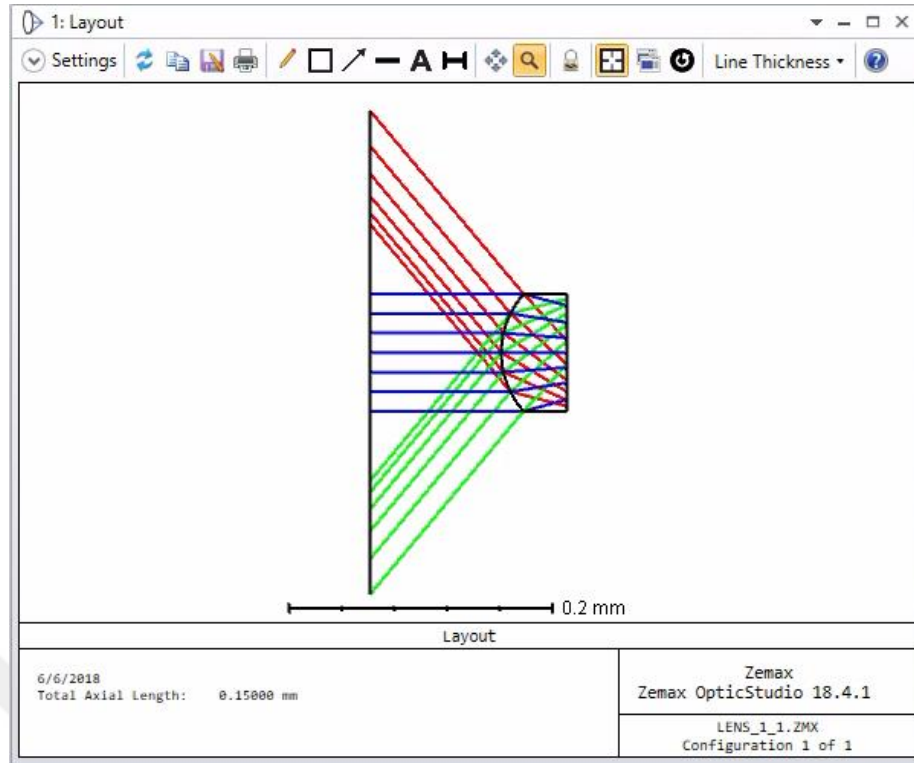 1: Layout
Settings A Line Thickness
0.2 mm
Layout
6/6/2018
Total Axial Length: 0.15000 mm
Zemax
Zemax OpticStudio 18.4.1
LENS_1_1.ZMX
Configuration 1 of 1